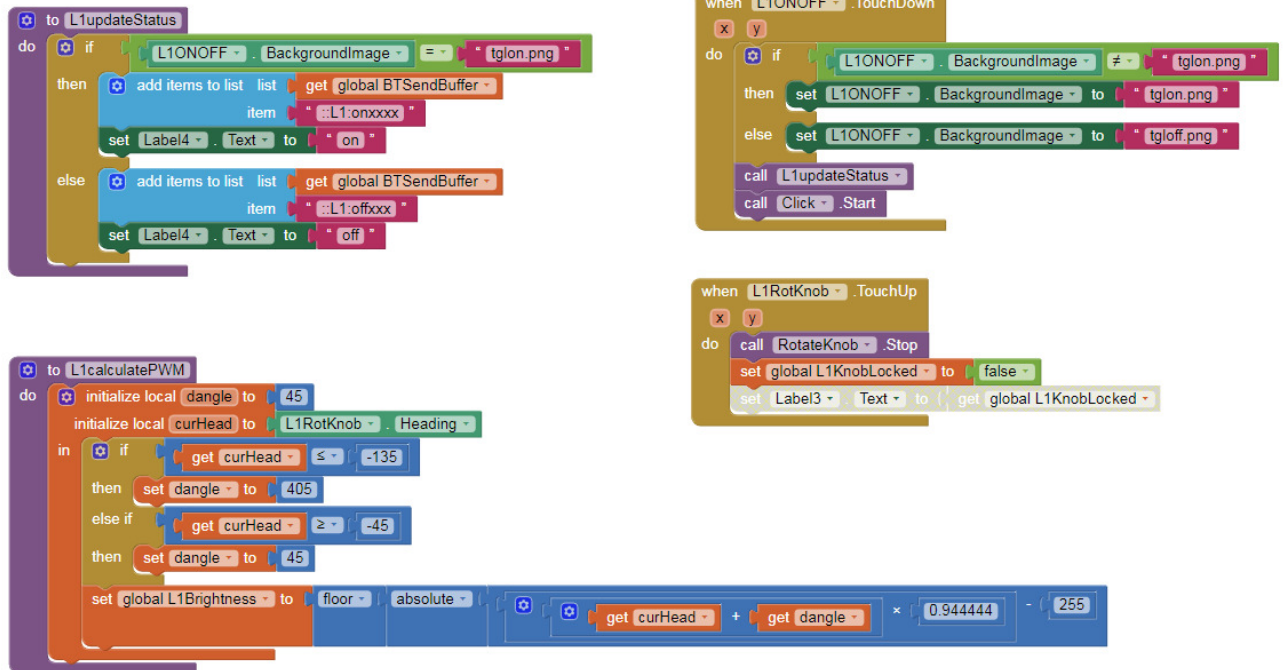 to L1updateStatus
do if L1ONOFF . BackgroundImage = " tglon.png "
then add items to list list get global BTSendBuffer
item " ::L1:onxxxx "
set Label4 . Text to " on "
else add items to list list get global BTSendBuffer
item " ::L1:offxxx "
set Label4 . Text to " off "
when L1ONOFF .TouchDown
x y
do if L1ONOFF . BackgroundImage ≠ " tglon.png "
then set L1ONOFF . BackgroundImage to " tglon.png "
else set L1ONOFF . BackgroundImage to " tgloff.png "
call L1updateStatus
call Click .Start
when L1RotKnob .TouchUp
x y
do call RotateKnob .Stop
set global L1KnobLocked to false
set Label3 . Text to get global L1KnobLocked
to L1calculatePWM
do initialize local dangle to 45
initialize local curHead to L1RotKnob . Heading
in if get curHead ≤ -135
then set dangle to 405
else if get curHead ≥ -45
then set dangle to 45
set global L1Brightness to floor absolute get curHead + get dangle × 0.944444 - 255